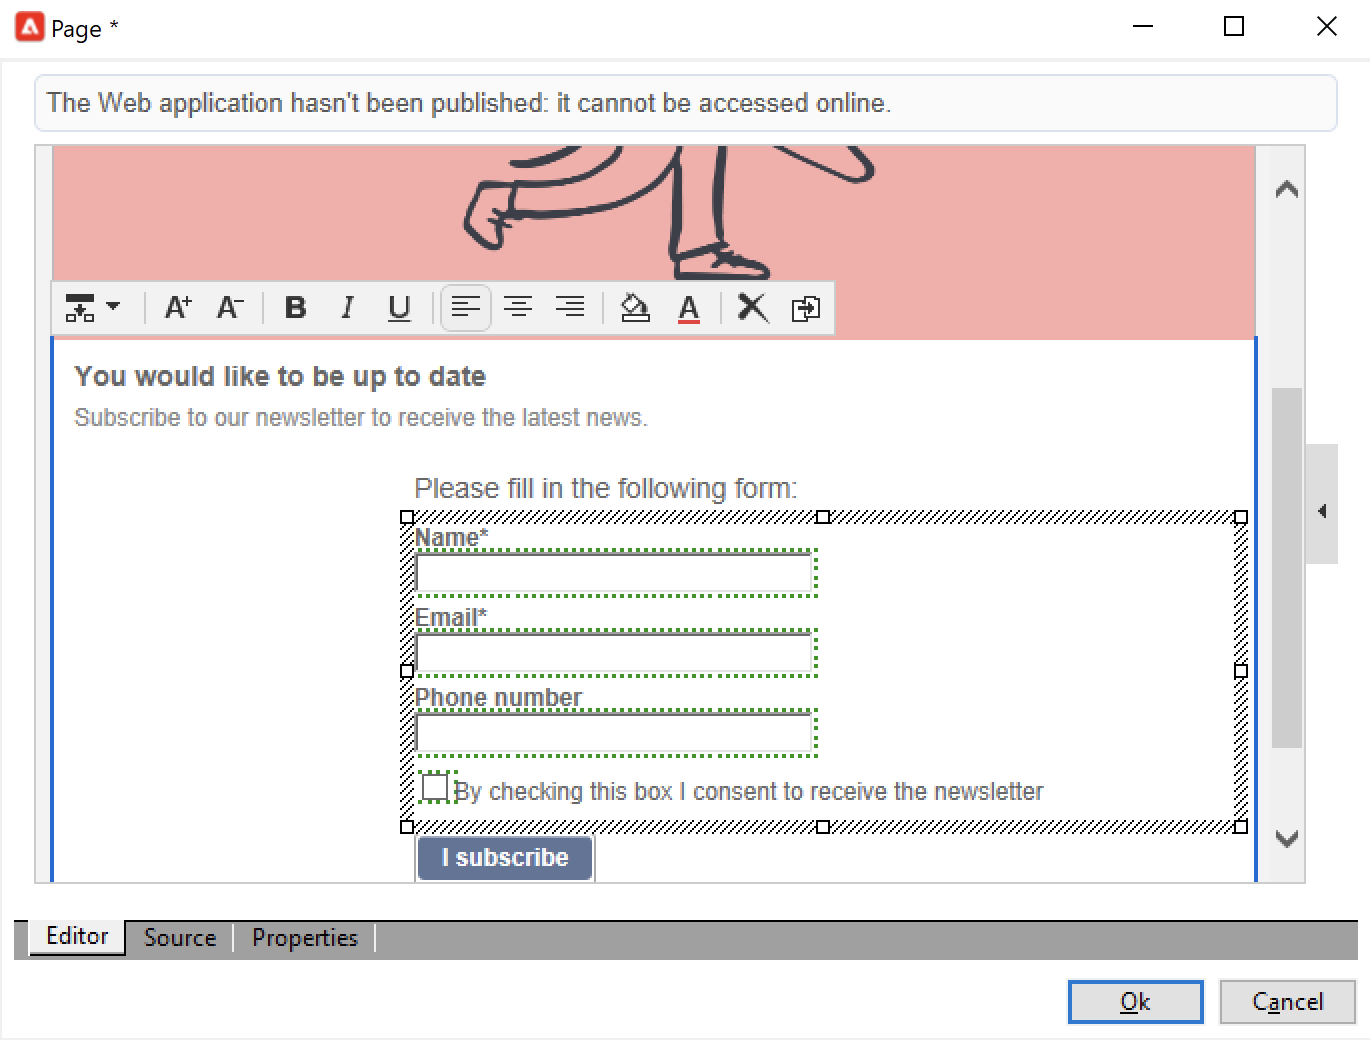 Page *
The Web application hasn't been published: it cannot be accessed online.
A+ A- B I U A
You would like to be up to date
Subscribe to our newsletter to receive the latest news.
Please fill in the following form:
Name*
Email*
Phone number
By checking this box I consent to receive the newsletter
I subscribe
Editor Source Properties
Ok Cancel